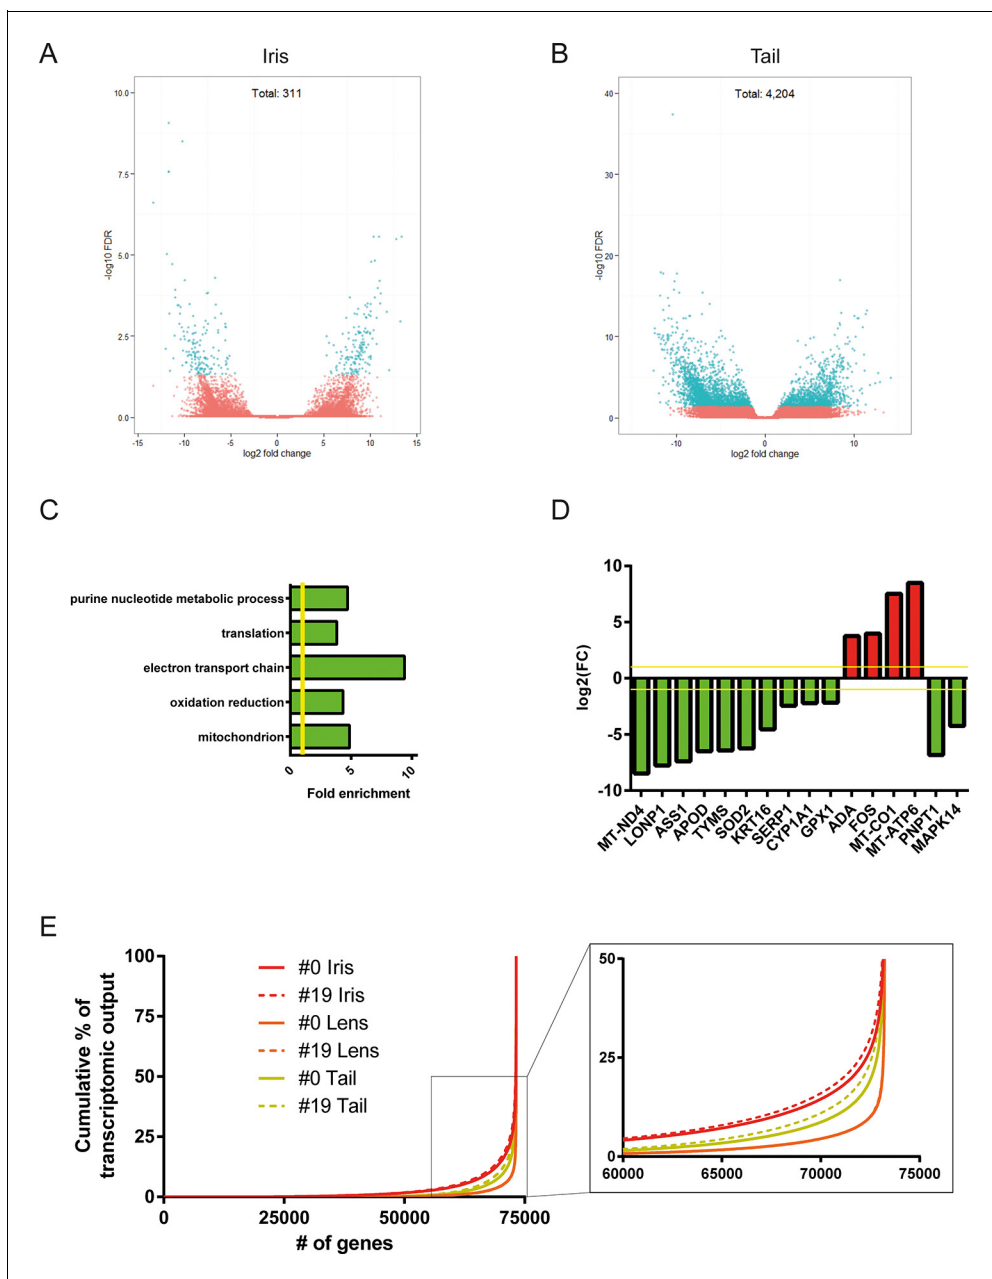 A
Iris
Total: 311
10.0
7.5
5.0
2.5
0.0
-log10 FDR
-15
-10
-5
0
5
10
15
log2 fold change
B
Tail
Total: 4,204
40
30
20
10
0
-log10 FDR
-10
0
10
log2 fold change
C
purine nucleotide metabolic process
translation
electron transport chain
oxidation reduction
mitochondrion
0
5
10
Fold enrichment
D
10
5
0
-5
-10
log2(FC)
MT-ND4
LONP1
ASS1
APOD
TYMS
SOD2
KRT16
SERP1
CYP1A1
GPX1
ADA
FOS
MT-CO1
MT-ATP6
PNPT1
MAPK14
E
100
75
50
25
0
Cumulative % of
transcriptomic output
#0 Iris
#19 Iris
#0 Lens
#19 Lens
#0 Tail
#19 Tail
0
25000
50000
75000
# of genes
50
25
0
60000
65000
70000
75000